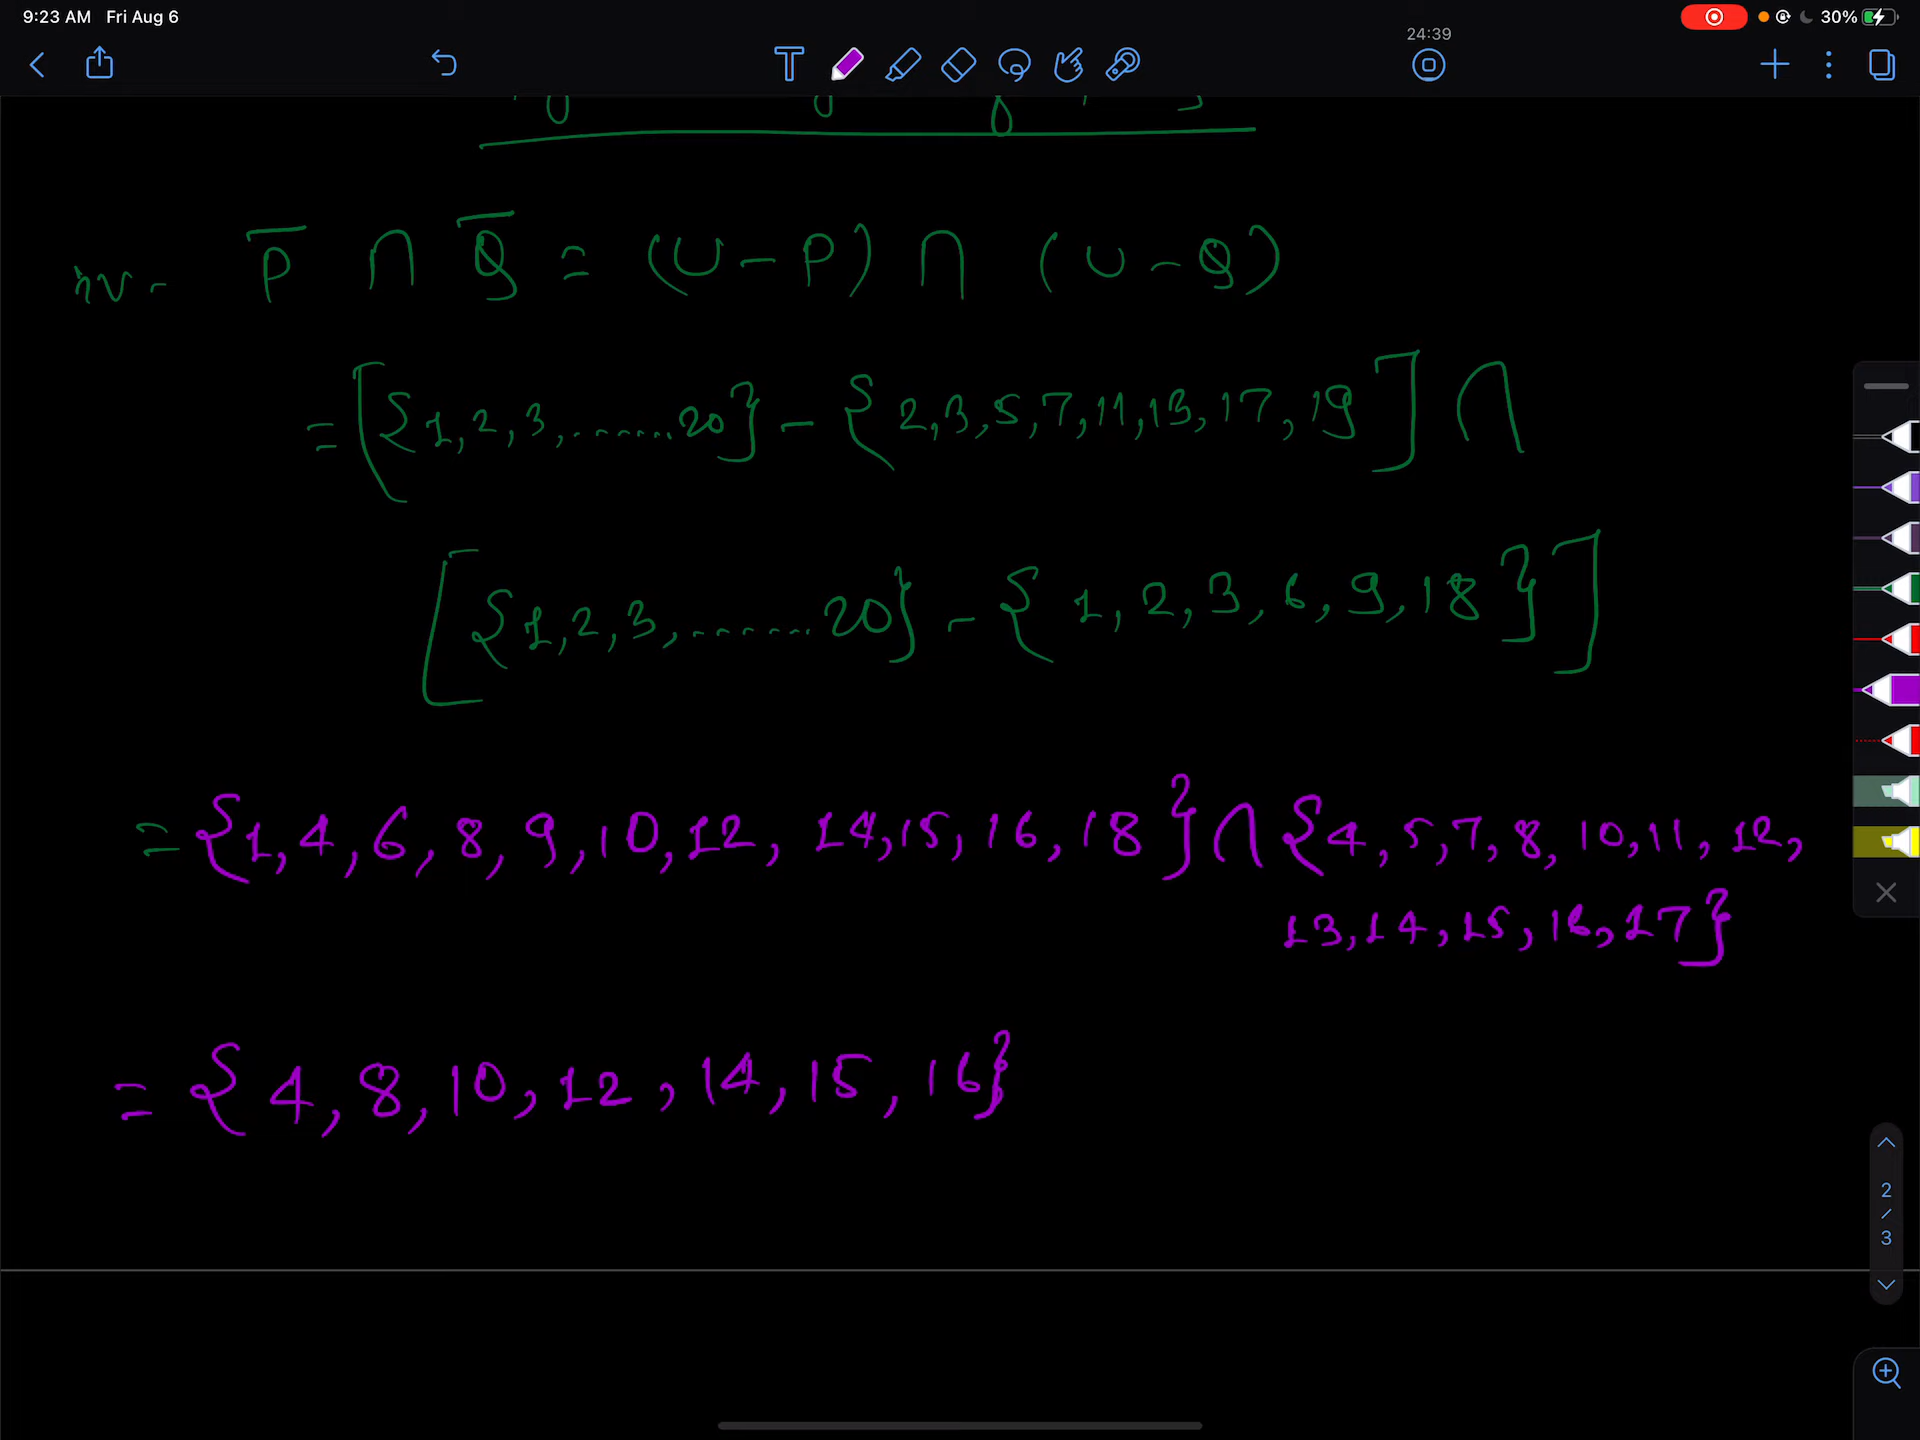 9:23 AM Fri Aug 6
30%
24:39
P̅ ∩ Q̅ = (U - P) ∩ (U - Q)
= [{1, 2, 3, ....... 20} - {2, 3, 5, 7, 11, 13, 17, 19] ∩
[{1, 2, 3, ....... 20} - {1, 2, 3, 6, 9, 18}]
= {1, 4, 6, 8, 9, 10, 12, 14, 15, 16, 18} ∩ {4, 5, 7, 8, 10, 11, 12,
13, 14, 15, 16, 17}
= {4, 8, 10, 12, 14, 15, 16}
2
/
3